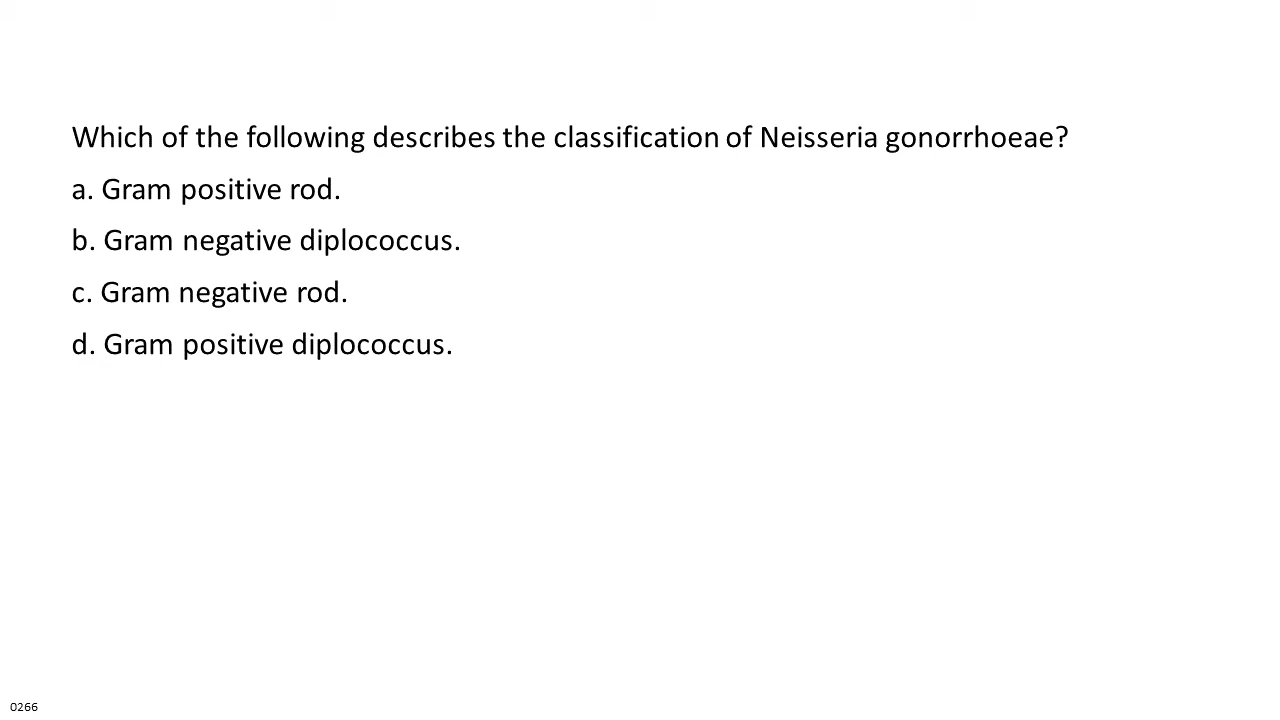 Which of the following describes the classification of Neisseria gonorrhoeae?
a. Gram positive rod.
b. Gram negative diplococcus.
c. Gram negative rod.
d. Gram positive diplococcus.
0266